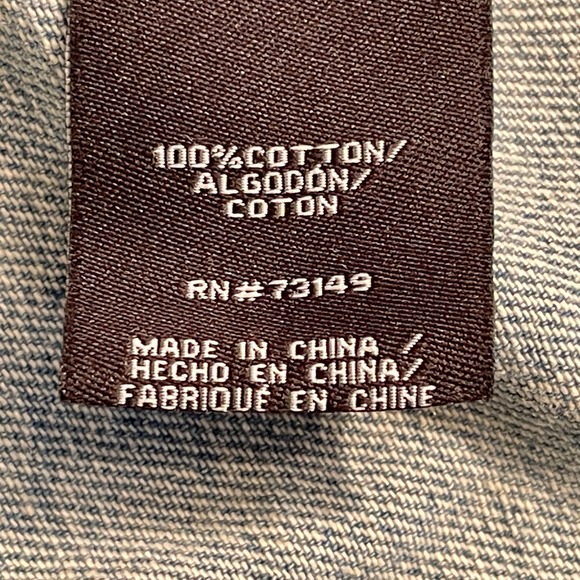 100%COTTON/
ALGODÓN/
COTON
RN#73149
MADE IN CHINA /
HECHO EN CHINA/
FABRIQUÉ EN CHINE